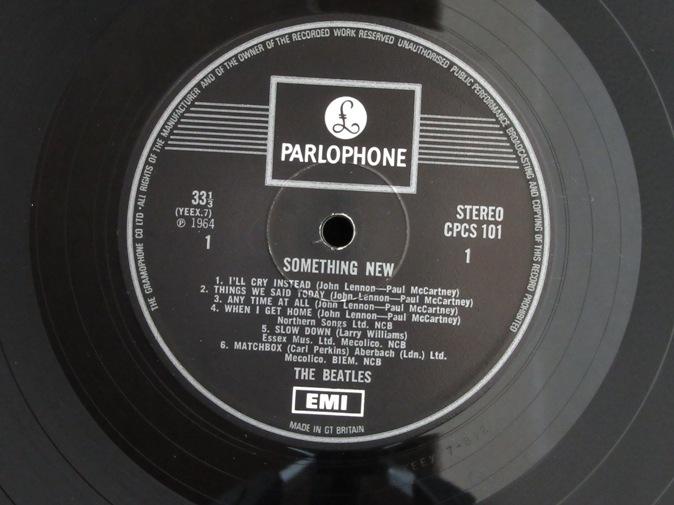 ALL RIGHTS OF THE MANUFACTURER AND OF THE OWNER OF THE RECORDED WORK RESERVED UNAUTHORISED PUBLIC PERFORMANCE BROADCASTING AND COPYING OF THIS RECORD PROHIBITED
THE GRAMOPHONE CO LTD.
£
PARLOPHONE
33⅓
(YEEX.7)
℗ 1964
1
STEREO
CPCS 101
1
SOMETHING NEW
1. I'LL CRY INSTEAD (John Lennon—Paul McCartney)
2. THINGS WE SAID TODAY (John Lennon—Paul McCartney)
3. ANY TIME AT ALL (John Lennon—Paul McCartney)
4. WHEN I GET HOME (John Lennon—Paul McCartney)
Northern Songs Ltd. NCB
5. SLOW DOWN (Larry Williams)
Essex Mus. Ltd. Mecolico. NCB
6. MATCHBOX (Carl Perkins) Aberbach (Ldn.) Ltd.
Mecolico. BIEM. NCB
THE BEATLES
EMI
MADE IN GT BRITAIN